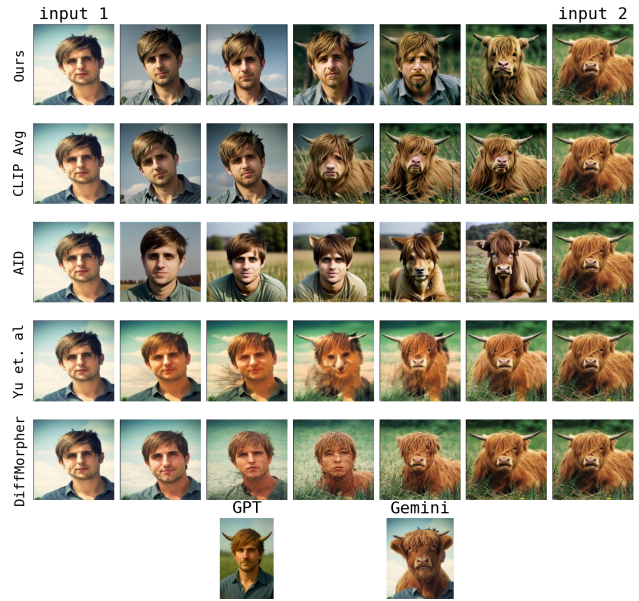 input 1
input 2
Ours
CLIP Avg
AID
Yu et. al
DiffMorpher
GPT
Gemini